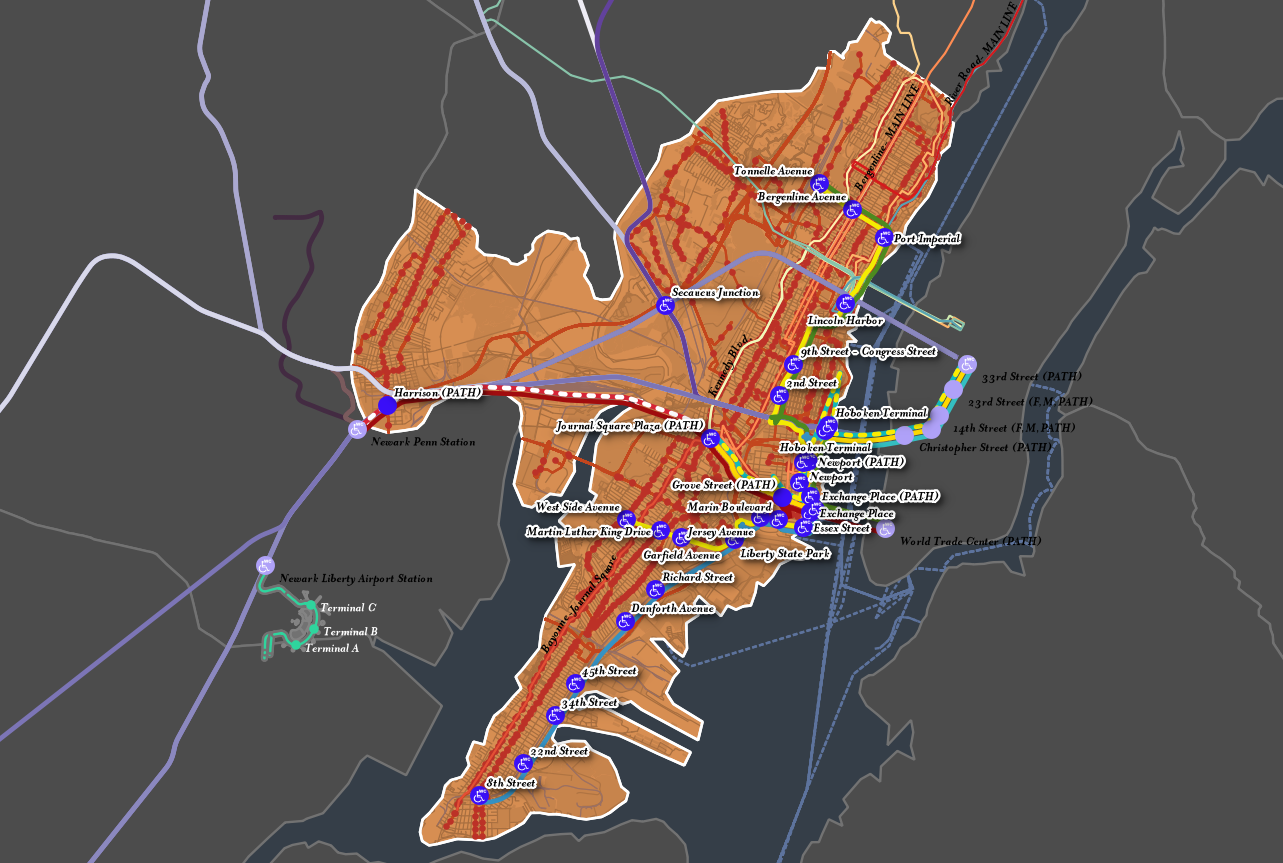 River Road- MAIN LINE
Bergenline- MAIN LINE
Tonnelle Avenue
Bergenline Avenue
Port Imperial
Secaucus Junction
Lincoln Harbor
Kennedy Blvd.
9th Street - Congress Street
33rd Street (PATH)
2nd Street
Harrison (PATH)
23rd Street (F,M,PATH)
Hoboken Terminal
Journal Square Plaza (PATH)
14th Street (F,M,PATH)
Newark Penn Station
Hoboken Terminal
Christopher Street (PATH)
Newport (PATH)
Newport
Grove Street (PATH)
Exchange Place (PATH)
West Side Avenue
Marin Boulevard
Exchange Place
Martin Luther King Drive
Jersey Avenue
Essex Street
World Trade Center (PATH)
Garfield Avenue
Liberty State Park
Newark Liberty Airport Station
Richard Street
Bayonne-Journal Square
Terminal C
Danforth Avenue
Terminal B
Terminal A
45th Street
34th Street
22nd Street
8th Street